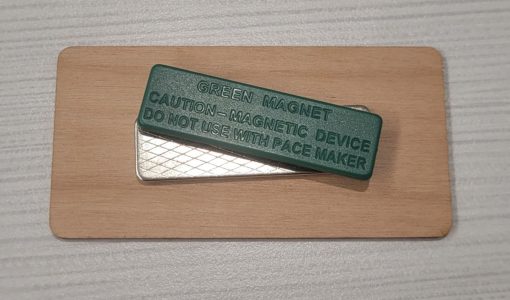 GREEN MAGNET
CAUTION – MAGNETIC DEVICE
DO NOT USE WITH PACE MAKER